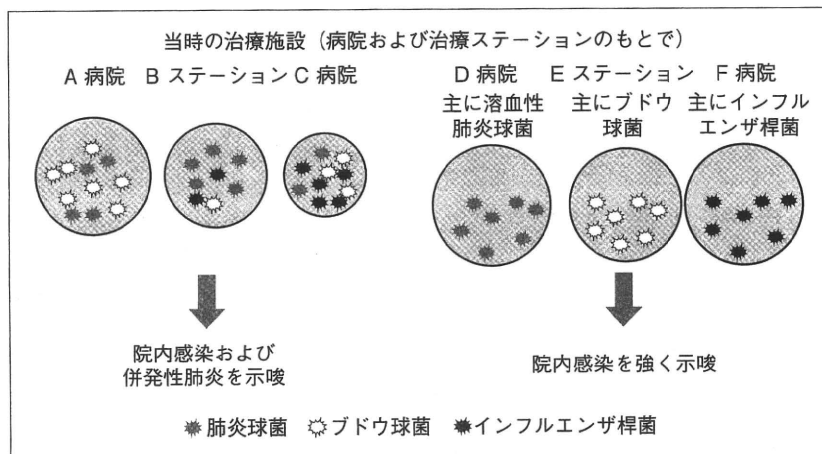 当時の治療施設（病院および治療ステーションのもとで）
A 病院 B ステーション C 病院
D 病院 E ステーション F 病院
主に溶血性 主にブドウ 主にインフル
肺炎球菌 球菌 エンザ桿菌
院内感染および
併発性肺炎を示唆
院内感染を強く示唆
肺炎球菌 ブドウ球菌 インフルエンザ桿菌